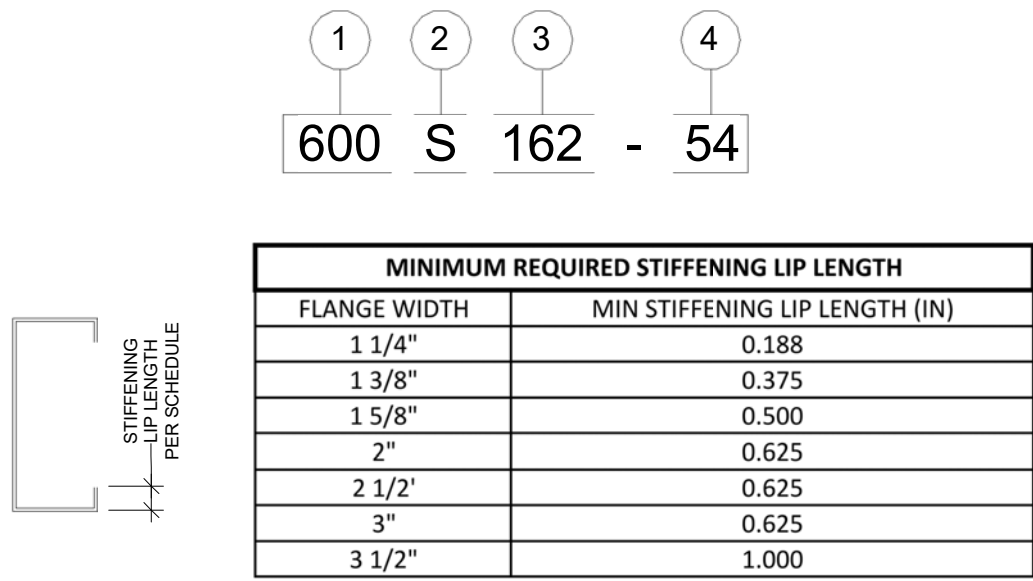 1 2 3 4
600 S 162 - 54
MINIMUM REQUIRED STIFFENING LIP LENGTH
FLANGE WIDTH MIN STIFFENING LIP LENGTH (IN)
1 1/4" 0.188
1 3/8" 0.375
1 5/8" 0.500
2" 0.625
2 1/2' 0.625
3" 0.625
3 1/2" 1.000
STIFFENING
LIP LENGTH
PER SCHEDULE